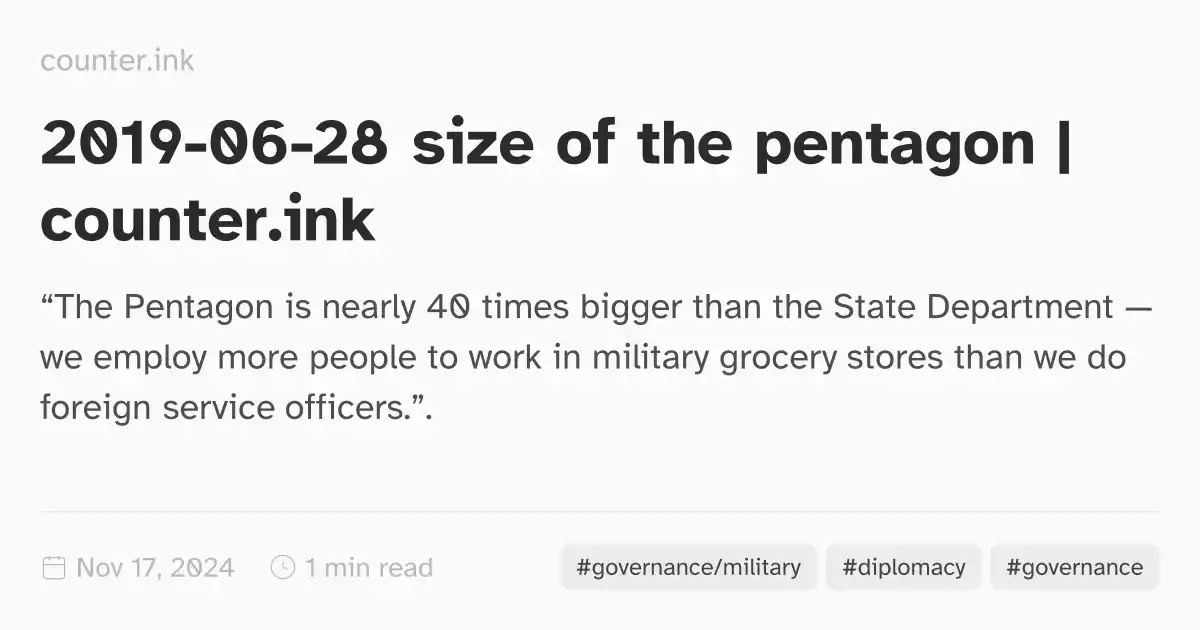 counter.ink
2019-06-28 size of the pentagon |
counter.ink
“The Pentagon is nearly 40 times bigger than the State Department —
we employ more people to work in military grocery stores than we do
foreign service officers.”.
Nov 17, 2024 1 min read #governance/military #diplomacy #governance